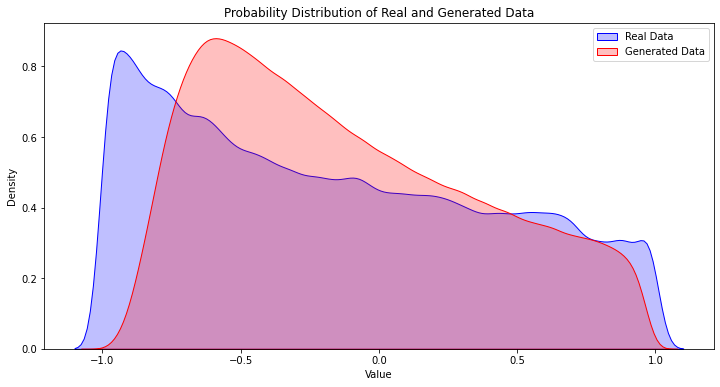 Probability Distribution of Real and Generated Data
Real Data
Generated Data
0.8
0.6
0.4
0.2
0.0
Density
−1.0 −0.5 0.0 0.5 1.0
Value